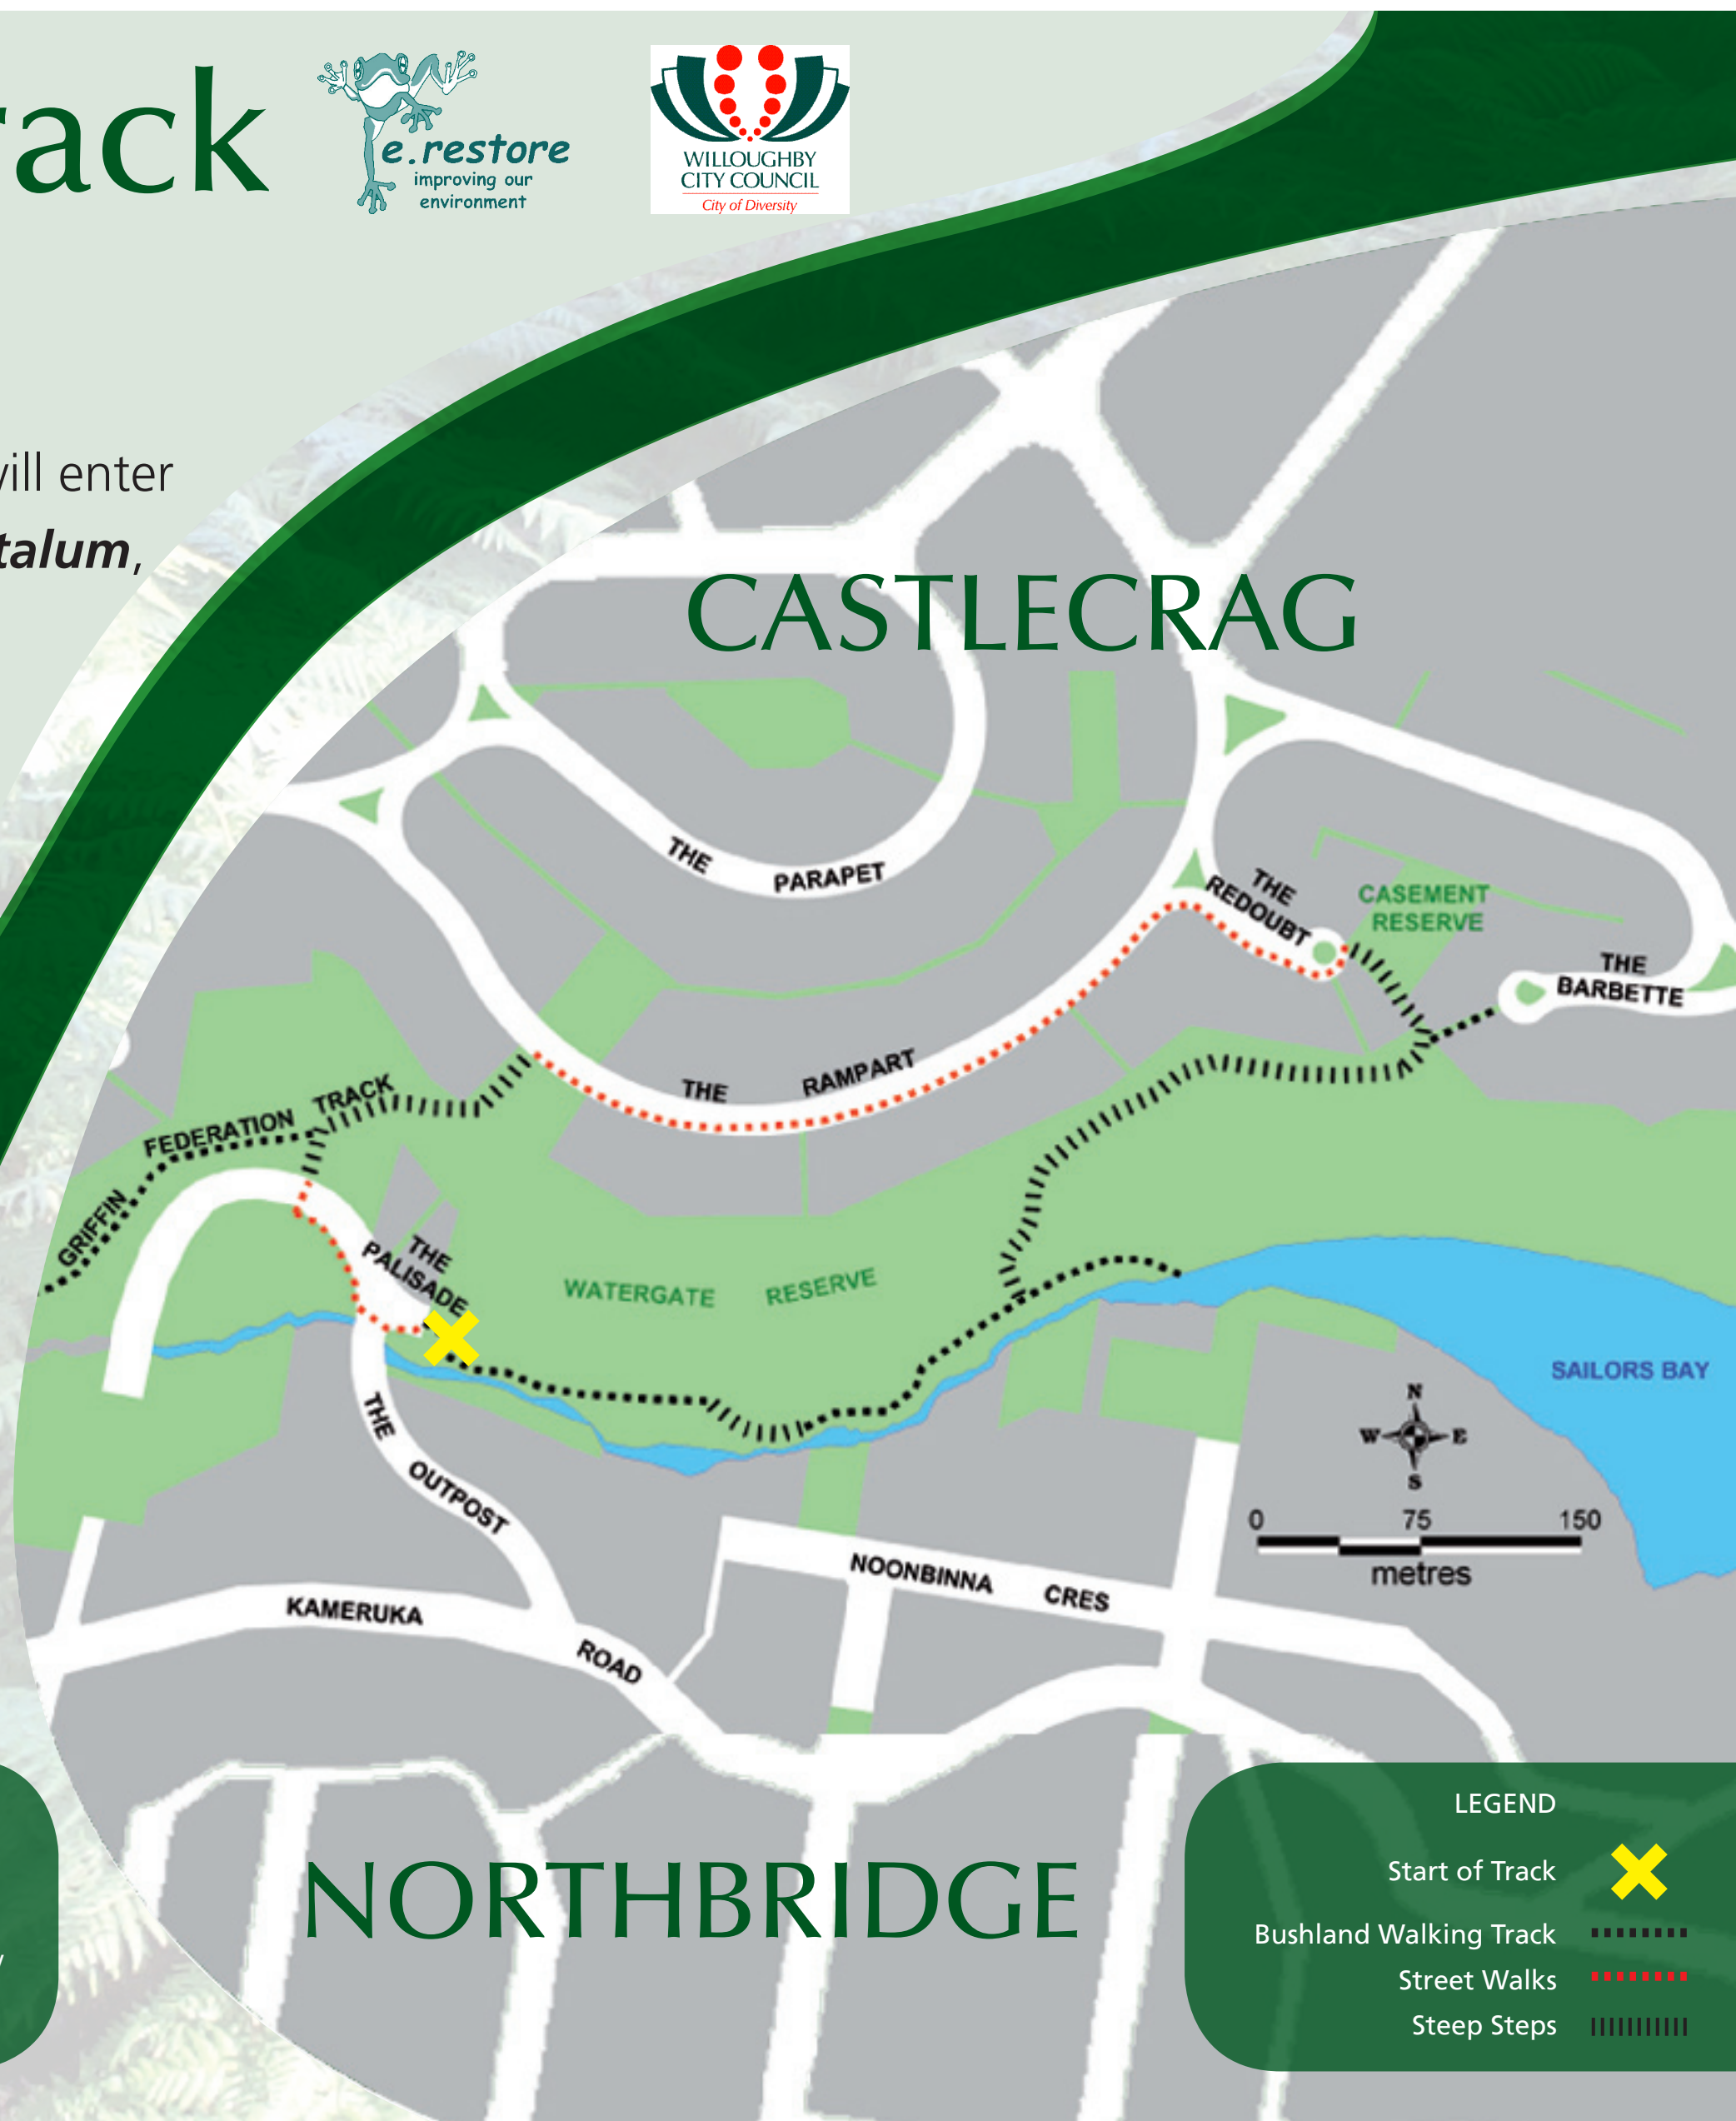 rack
e.restore
improving our
environment
WILLOUGHBY
CITY COUNCIL
City of Diversity
will enter
talum,
CASTLECRAG
THE PARAPET
THE
REDOUBT
CASEMENT
RESERVE
THE
BARBETTE
THE RAMPART
GRIFFIN FEDERATION TRACK
THE
PALISADE
WATERGATE RESERVE
SAILORS BAY
N
W E
S
0 75 150
metres
THE OUTPOST
NOONBINNA CRES
KAMERUKA ROAD
NORTHBRIDGE
LEGEND
Start of Track
Bushland Walking Track
Street Walks
Steep Steps